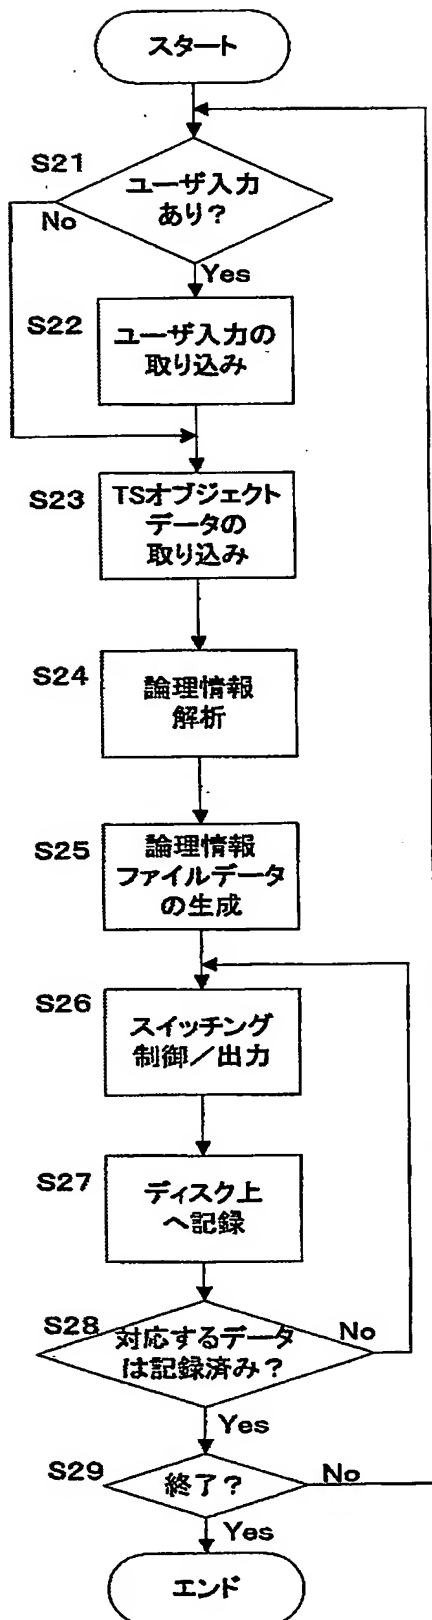 スタート
S21
ユーザ入力
あり？
No
Yes
S22
ユーザ入力の
取り込み
S23
TSオブジェクト
データの
取り込み
S24
論理情報
解析
S25
論理情報
ファイルデータ
の生成
S26
スイッチング
制御／出力
S27
ディスク上
へ記録
S28
対応するデータ
は記録済み？
No
Yes
S29
終了？
No
Yes
エンド